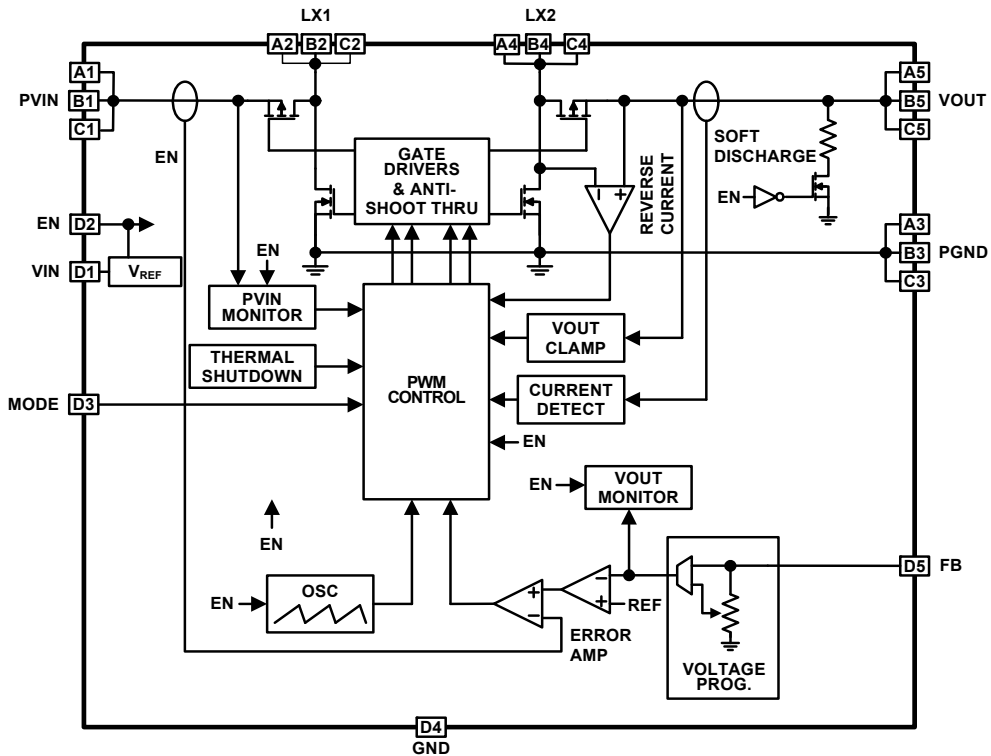 LX1
LX2
A2 B2 C2
A4 B4 C4
A1
B1
C1
PVIN
A5
B5
C5
VOUT
EN
GATE
DRIVERS
& ANTI-
SHOOT THRU
REVERSE
CURRENT
SOFT
DISCHARGE
EN
EN D2
VIN D1
VREF
A3
B3
C3
PGND
EN
PVIN
MONITOR
THERMAL
SHUTDOWN
MODE D3
PWM
CONTROL
VOUT
CLAMP
CURRENT
DETECT
EN
EN
VOUT
MONITOR
EN
EN
OSC
REF
ERROR
AMP
D5 FB
VOLTAGE
PROG.
D4
GND